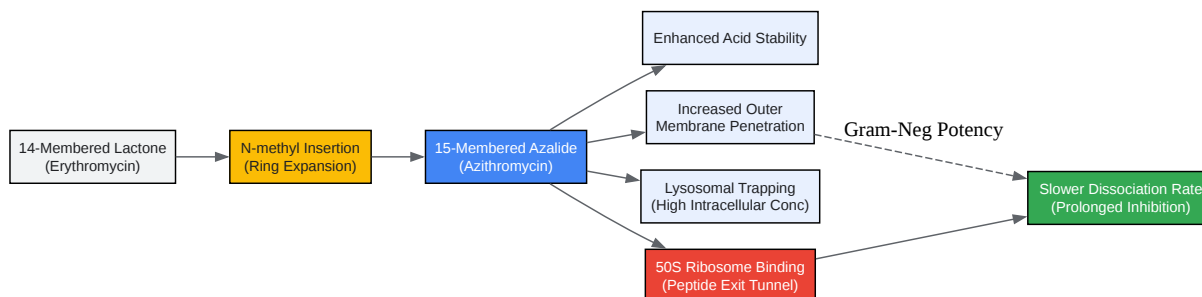 14-Membered Lactone
(Erythromycin)
N-methyl Insertion
(Ring Expansion)
15-Membered Azalide
(Azithromycin)
Enhanced Acid Stability
Increased Outer
Membrane Penetration
Lysosomal Trapping
(High Intracellular Conc)
50S Ribosome Binding
(Peptide Exit Tunnel)
Gram-Neg Potency
Slower Dissociation Rate
(Prolonged Inhibition)